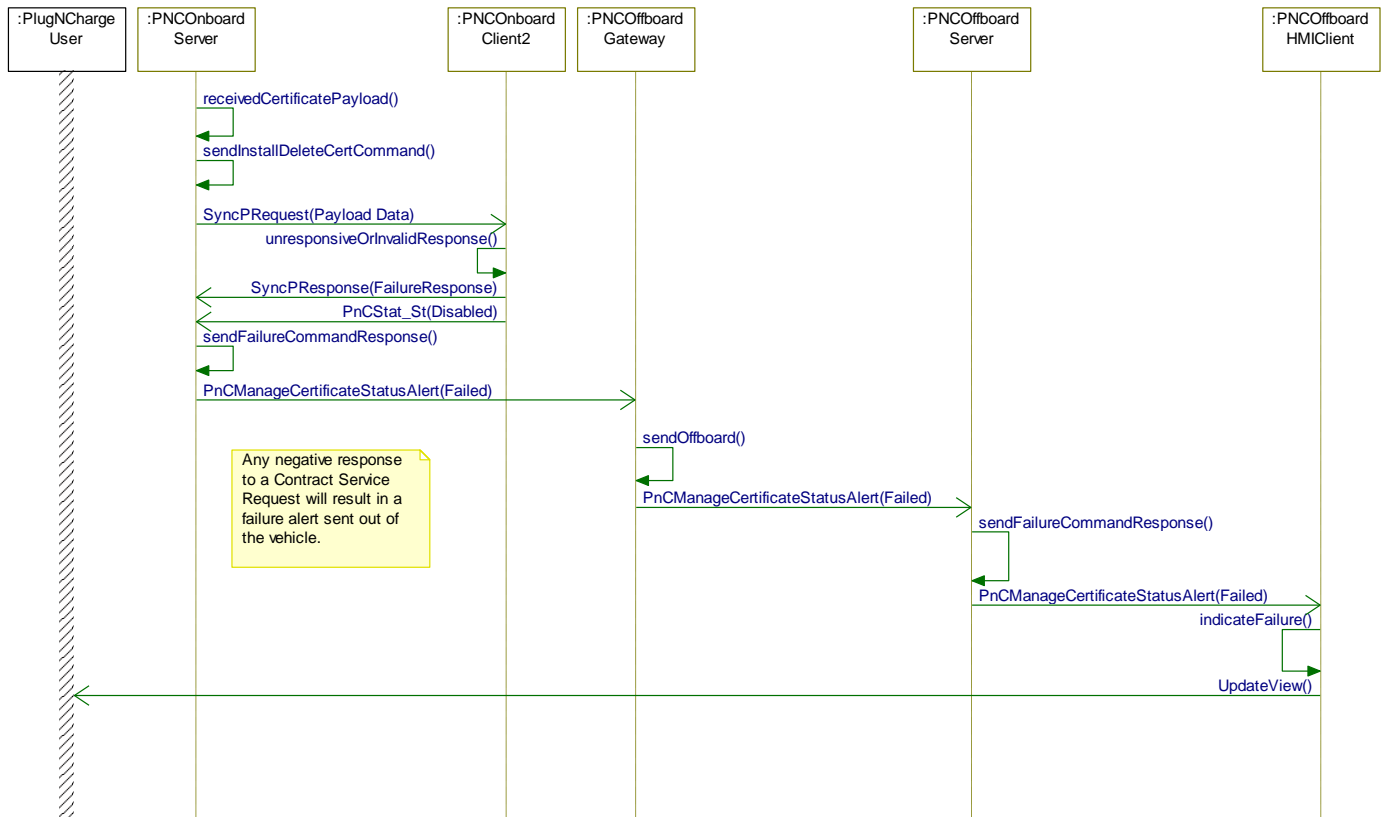 :PlugNCharge
User
:PNCOnboard
Server
:PNCOnboard
Client2
:PNCOffboard
Gateway
:PNCOffboard
Server
:PNCOffboard
HMIClient
receivedCertificatePayload()
sendInstallDeleteCertCommand()
SyncPRequest(Payload Data)
unresponsiveOrInvalidResponse()
SyncPResponse(FailureResponse)
PnCStat_St(Disabled)
sendFailureCommandResponse()
PnCManageCertificateStatusAlert(Failed)
sendOffboard()
Any negative response
to a Contract Service
Request will result in a
failure alert sent out of
the vehicle.
PnCManageCertificateStatusAlert(Failed)
sendFailureCommandResponse()
PnCManageCertificateStatusAlert(Failed)
indicateFailure()
UpdateView()